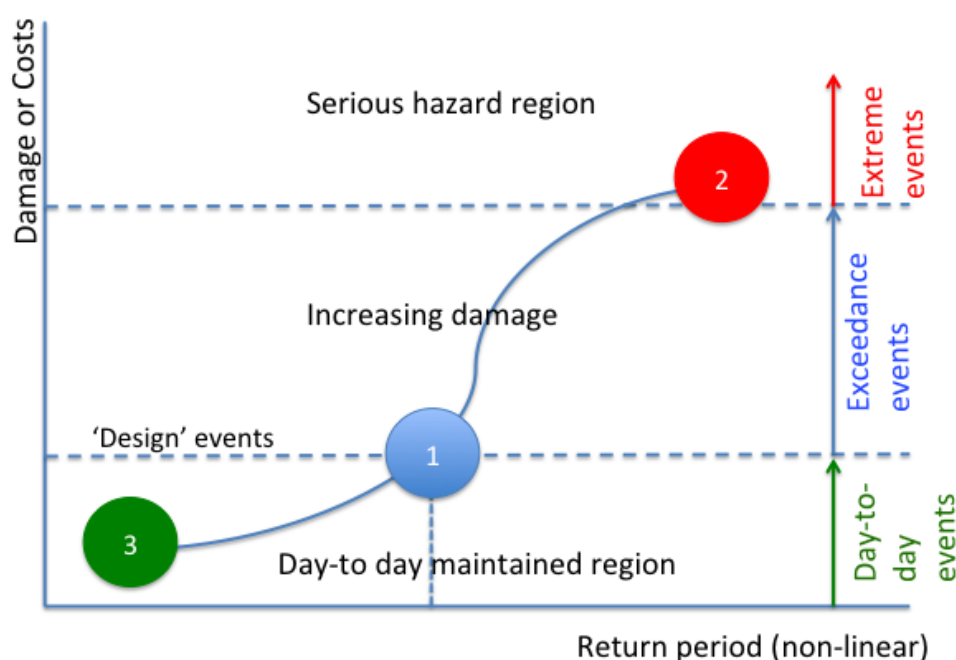 Damage or Costs
Serious hazard region
Extreme
events
2
Increasing damage
Exceedance
events
‘Design’ events
1
3
Day-to day maintained region
Day-to-
day
events
Return period (non-linear)